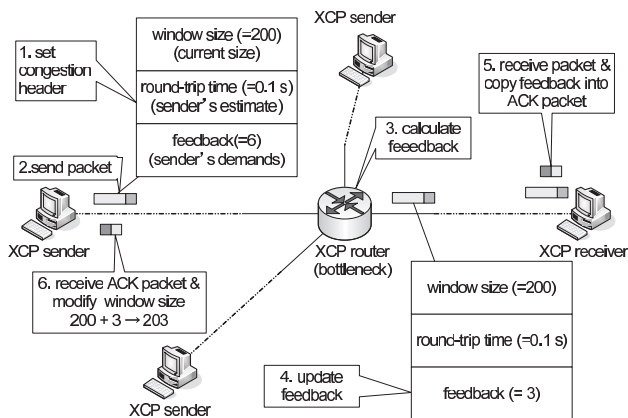 XCP sender
1. set
congestion
header
window size (=200)
(current size)
round-trip time (=0.1 s)
(sender's estimate)
feedback(=6)
(sender's demands)
2.send packet
XCP sender
3. calculate
feeedback
XCP router
(bottleneck)
5. receive packet &
copy feedback into
ACK packet
XCP receiver
6. receive ACK packet &
modify window size
200 + 3 → 203
XCP sender
4. update
feedback
window size (=200)
round-trip time (=0.1 s)
feedback (= 3)